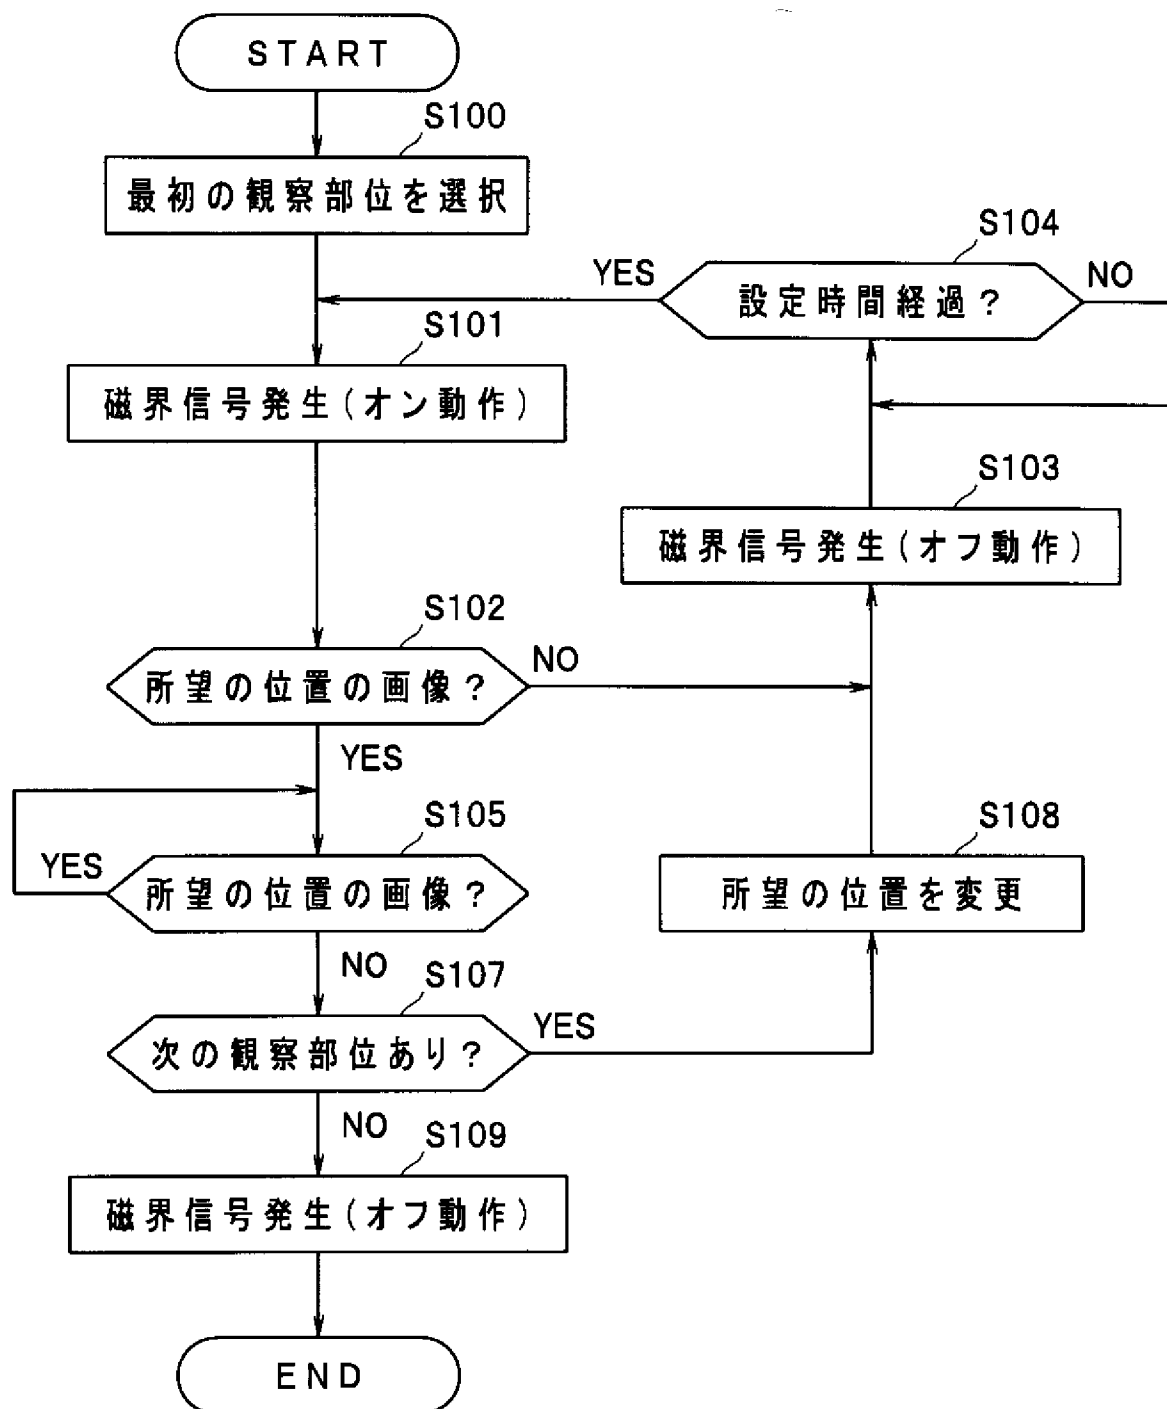 START
S100
最初の観察部位を選択
S104
YES
設定時間経過?
NO
S101
磁界信号発生(オン動作)
S103
磁界信号発生(オフ動作)
S102
所望の位置の画像?
NO
YES
S105
YES
所望の位置の画像?
S108
所望の位置を変更
NO
S107
次の観察部位あり?
YES
NO
S109
磁界信号発生(オフ動作)
END